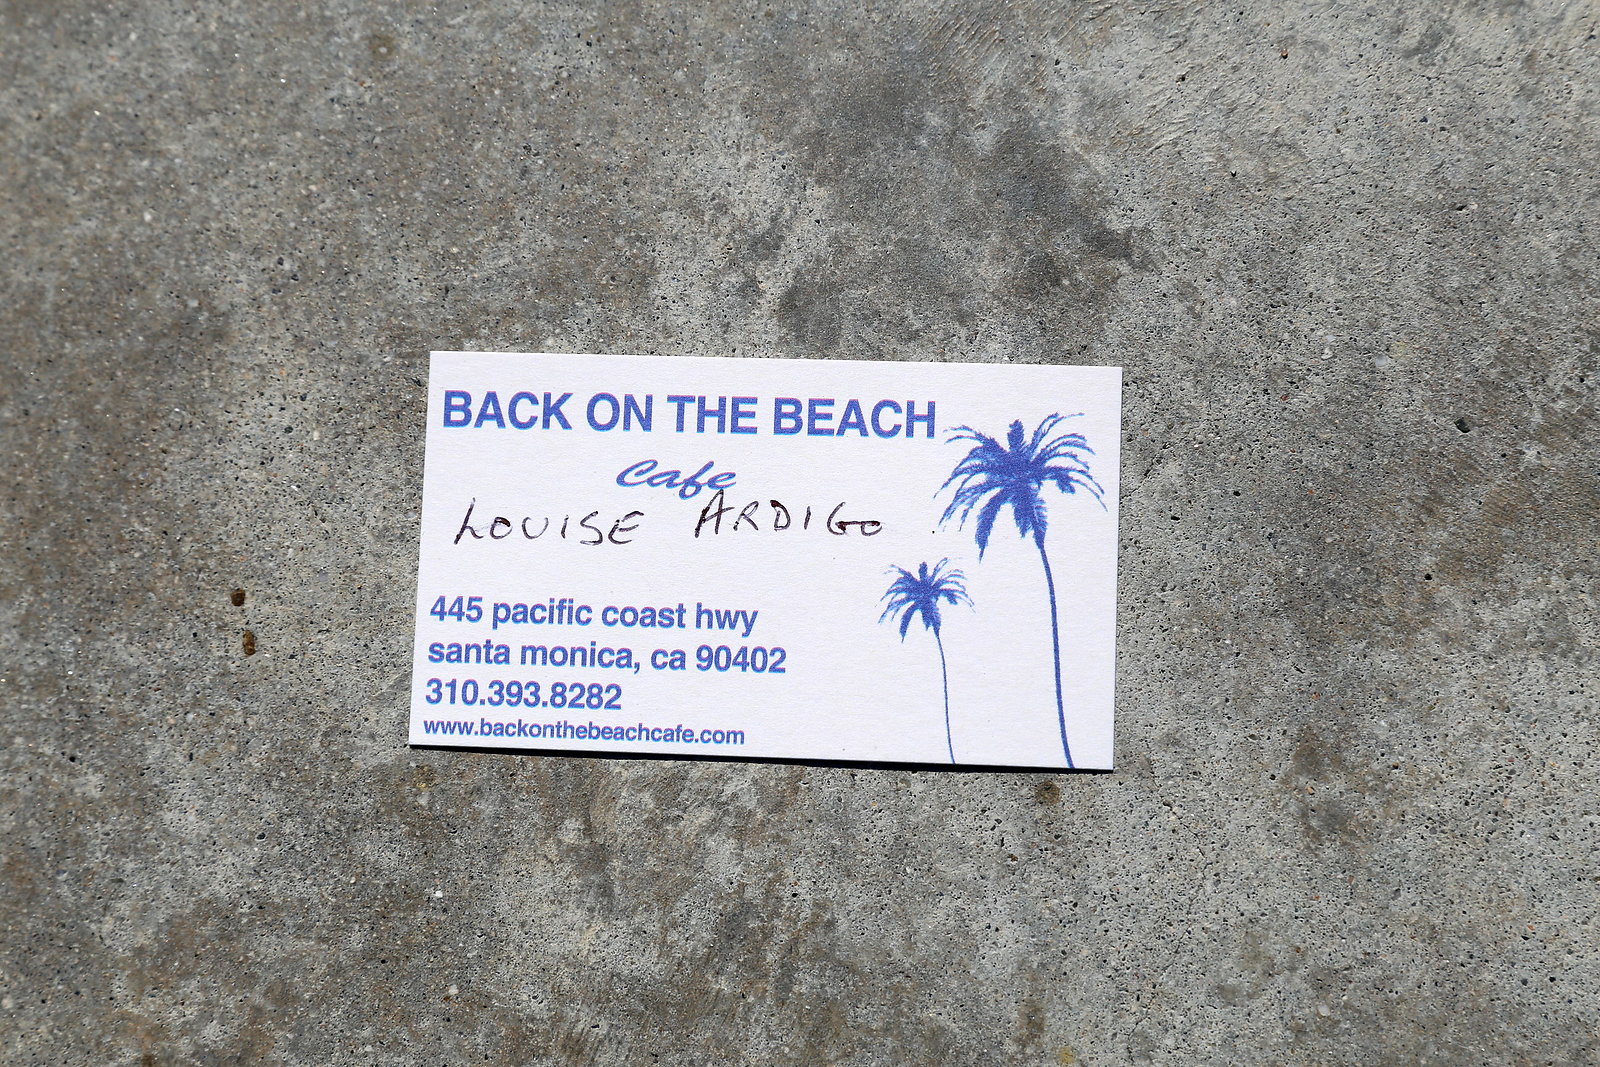 BACK ON THE BEACH
Cafe
LOUISE ARDIGO
445 pacific coast hwy
santa monica, ca 90402
310.393.8282
www.backonthebeachcafe.com